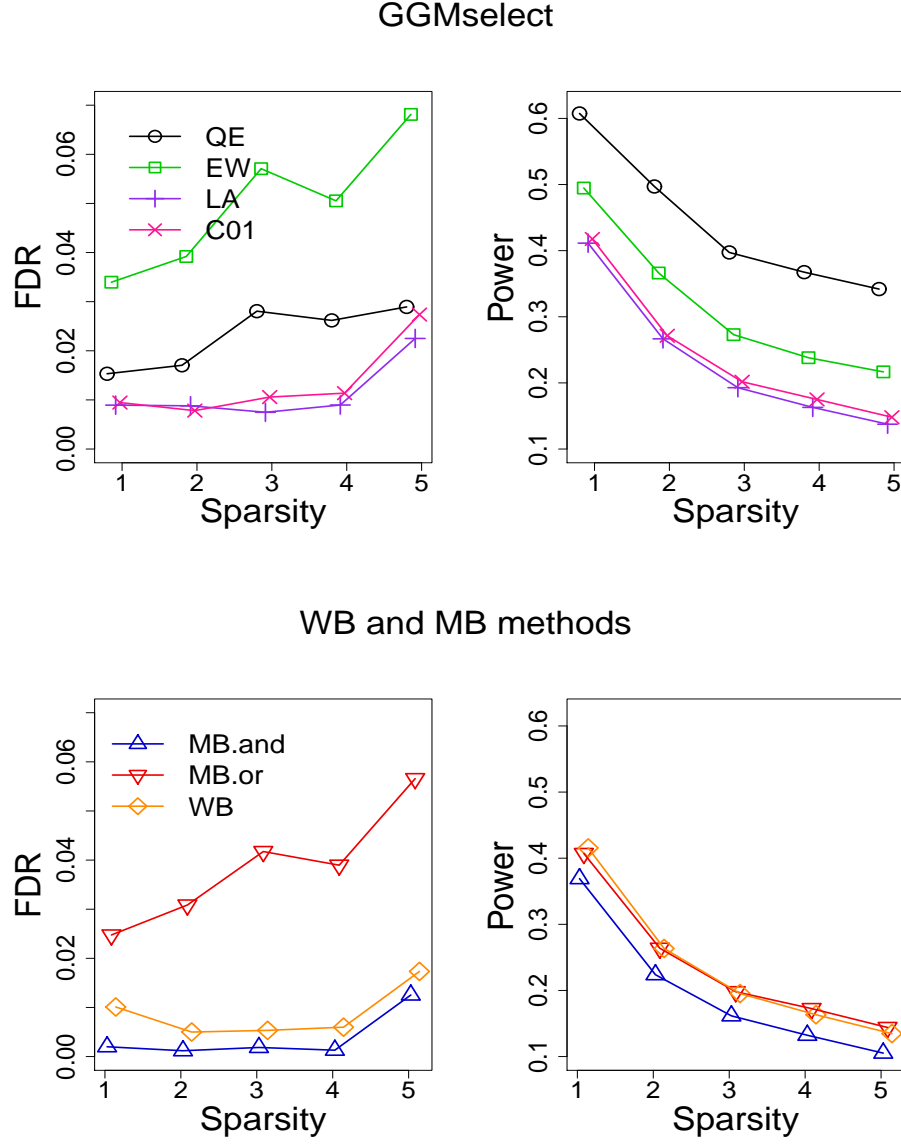 GGMselect
FDR
0.00 0.02 0.04 0.06
QE
EW
LA
C01
1 2 3 4 5
Sparsity
Power
0.1 0.2 0.3 0.4 0.5 0.6
1 2 3 4 5
Sparsity
WB and MB methods
FDR
0.00 0.02 0.04 0.06
MB.and
MB.or
WB
1 2 3 4 5
Sparsity
Power
0.1 0.2 0.3 0.4 0.5 0.6
1 2 3 4 5
Sparsity